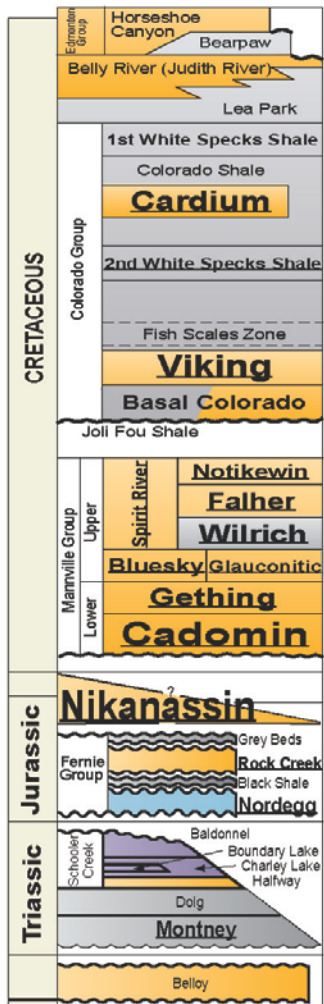 Edmonton Group
Horseshoe
Canyon
Bearpaw
Belly River (Judith River)
Lea Park
CRETACEOUS
Colorado Group
1st White Specks Shale
Colorado Shale
Cardium
2nd White Specks Shale
Fish Scales Zone
Viking
Basal Colorado
Joli Fou Shale
Mannville Group
Upper
Spirit River
Notikewin
Falher
Wilrich
Bluesky
Glauconitic
Lower
Gething
Cadomin
?
Nikanassin
Jurassic
Fernie
Group
Grey Beds
Rock Creek
Black Shale
Nordegg
Triassic
Schooler
Creek
Baldonnel
Boundary Lake
Charley Lake
Halfway
Doig
Montney
Belloy